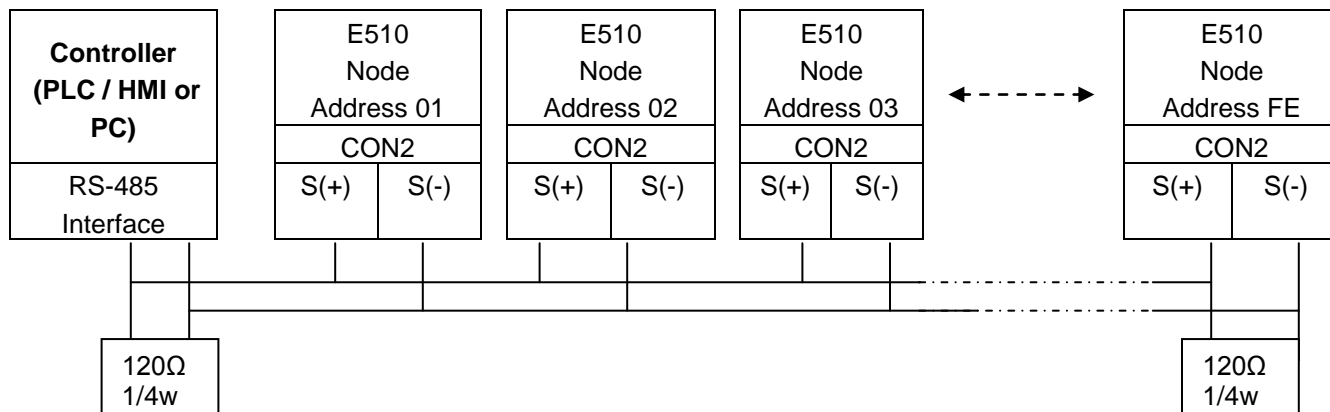 Controller
(PLC / HMI or
PC)
RS-485
Interface
E510
Node
Address 01
CON2
S(+) S(-)
E510
Node
Address 02
CON2
S(+) S(-)
E510
Node
Address 03
CON2
S(+) S(-)
E510
Node
Address FE
CON2
S(+) S(-)
120Ω
1/4w
120Ω
1/4w